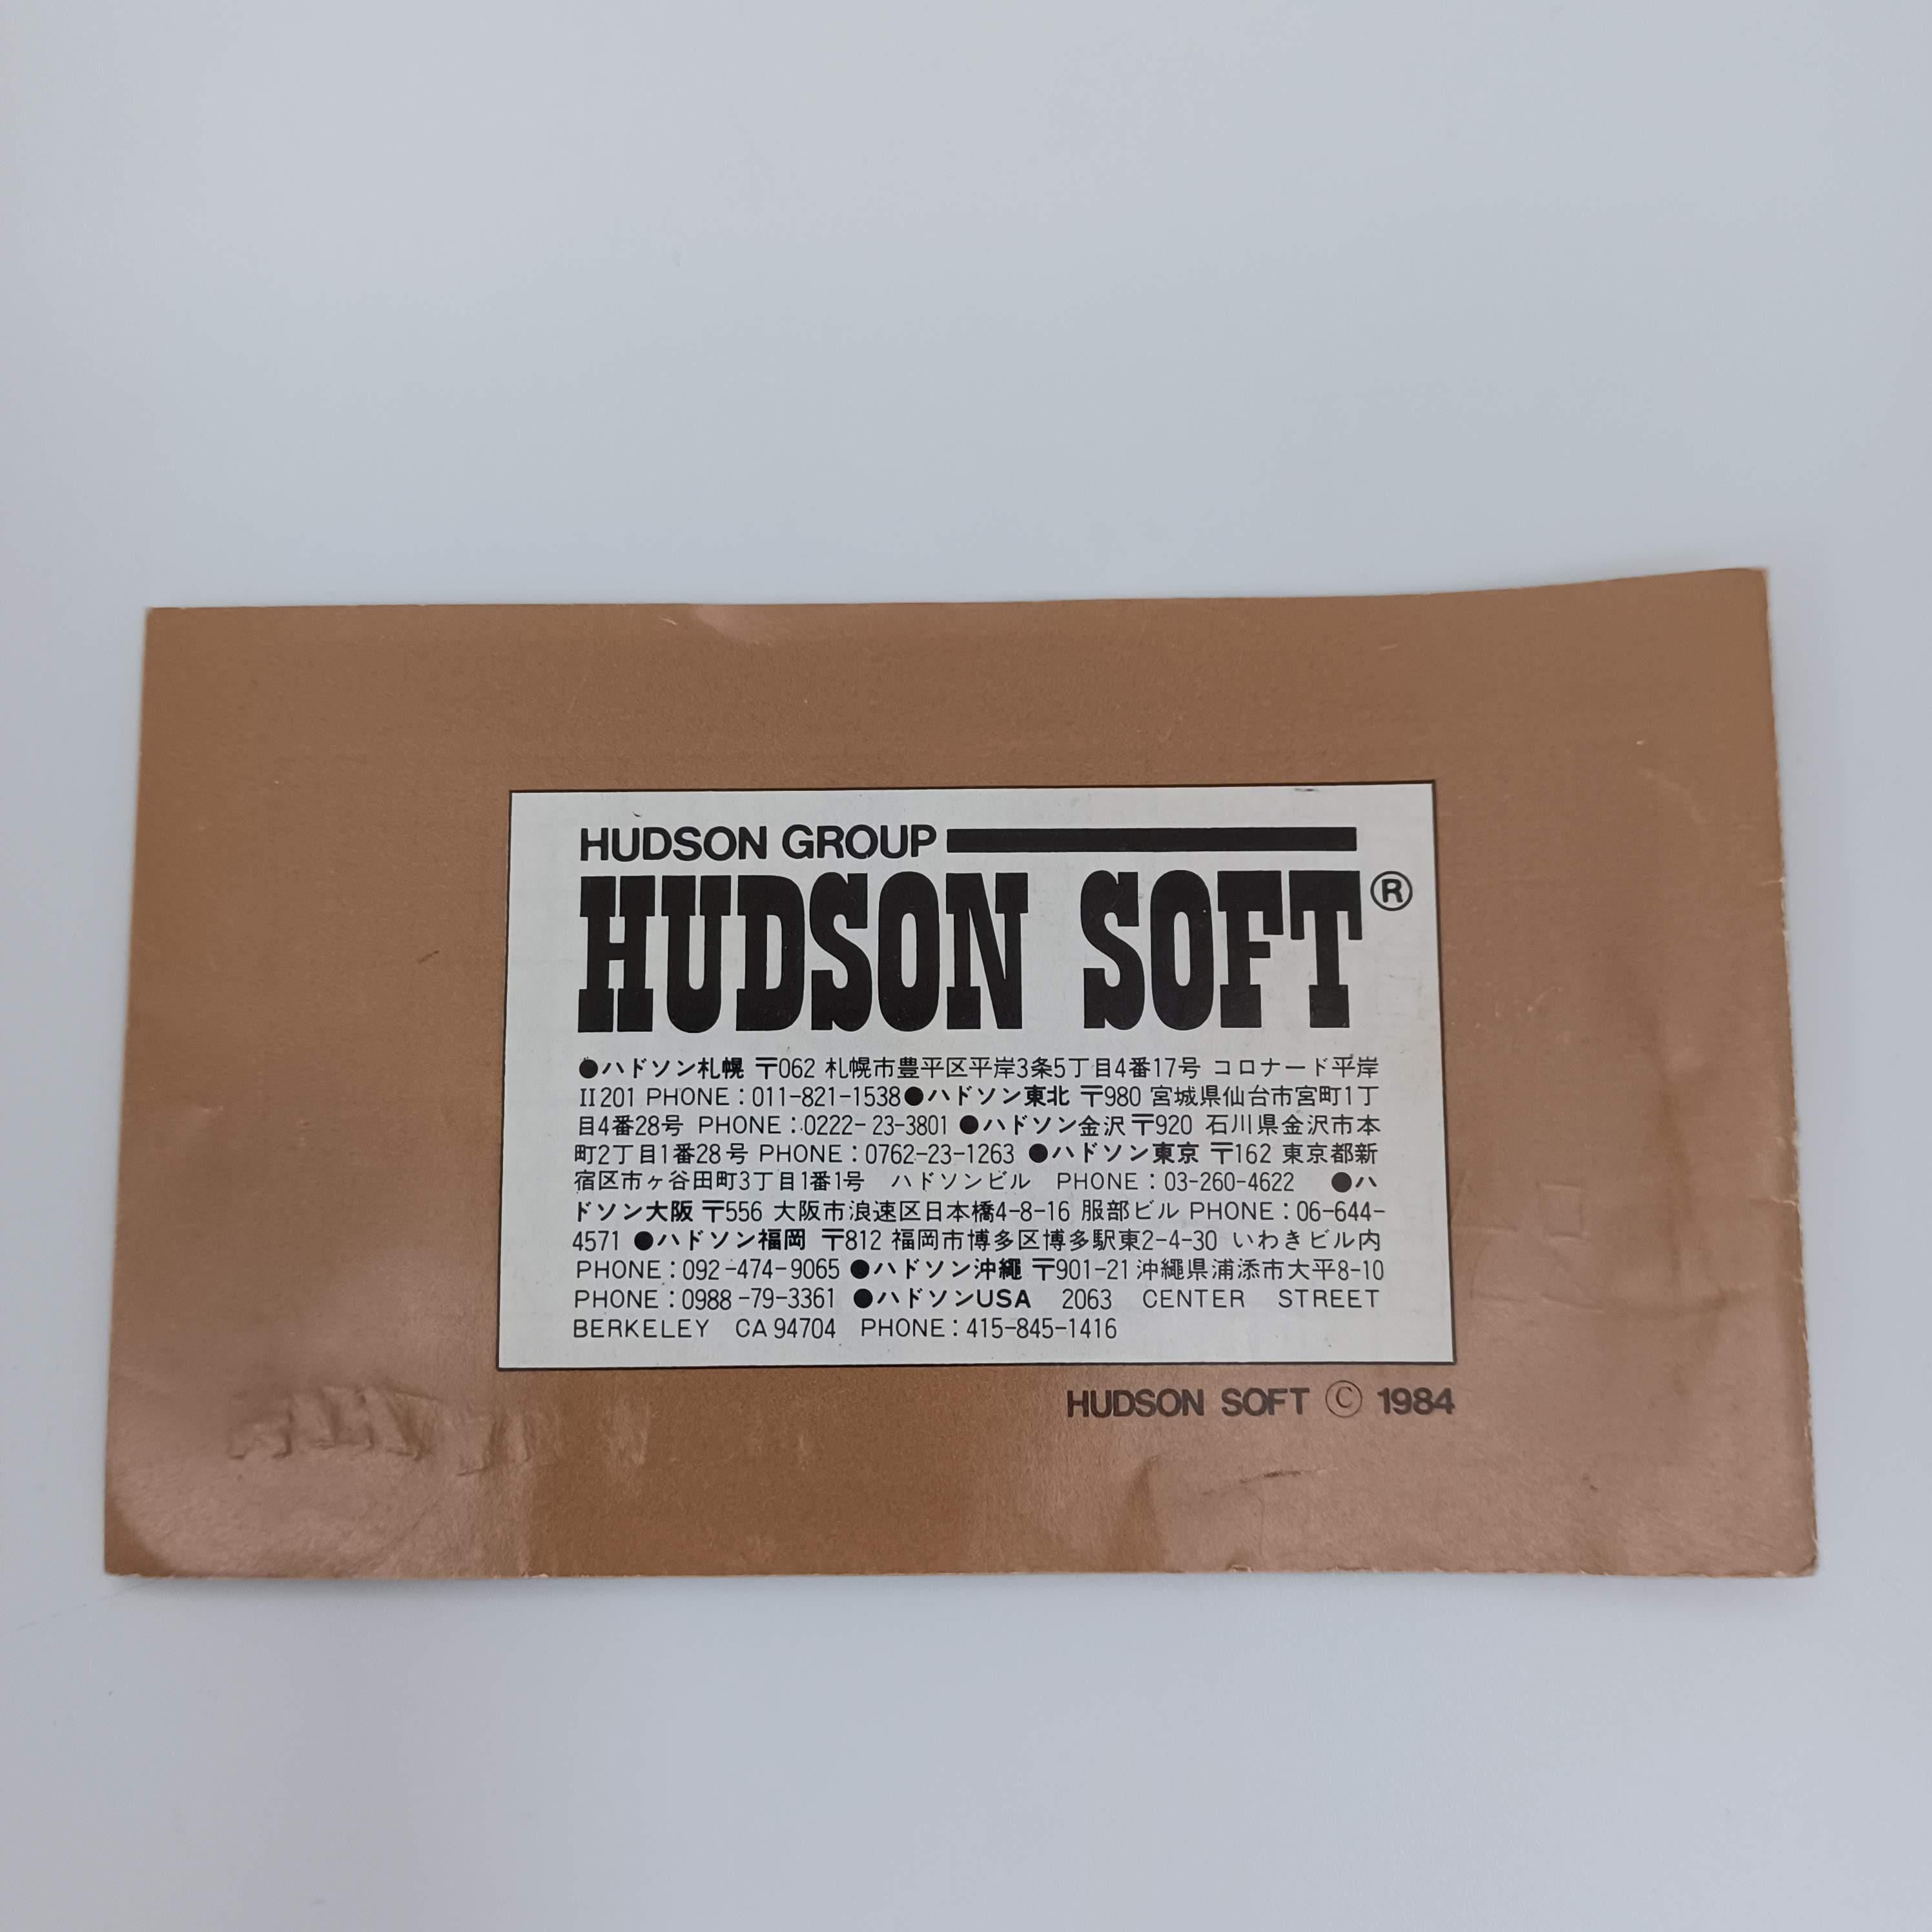 HUDSON GROUP
HUDSON SOFT®
●ハドソン札幌 〒062 札幌市豊平区平岸3条5丁目4番17号 コロナード平岸
II 201 PHONE：011-821-1538●ハドソン東北 〒980 宮城県仙台市宮町1丁
目4番28号 PHONE：0222-23-3801 ●ハドソン金沢〒920 石川県金沢市本
町2丁目1番28号 PHONE：0762-23-1263 ●ハドソン東京 〒162 東京都新
宿区市ヶ谷田町3丁目1番1号 ハドソンビル PHONE：03-260-4622 ●ハ
ドソン大阪 〒556 大阪市浪速区日本橋4-8-16 服部ビル PHONE：06-644-
4571 ●ハドソン福岡 〒812 福岡市博多区博多駅東2-4-30 いわきビル内
PHONE：092-474-9065 ●ハドソン沖縄 〒901-21 沖縄県浦添市大平8-10
PHONE：0988-79-3361 ●ハドソンUSA 2063 CENTER STREET
BERKELEY CA 94704 PHONE：415-845-1416
HUDSON SOFT © 1984